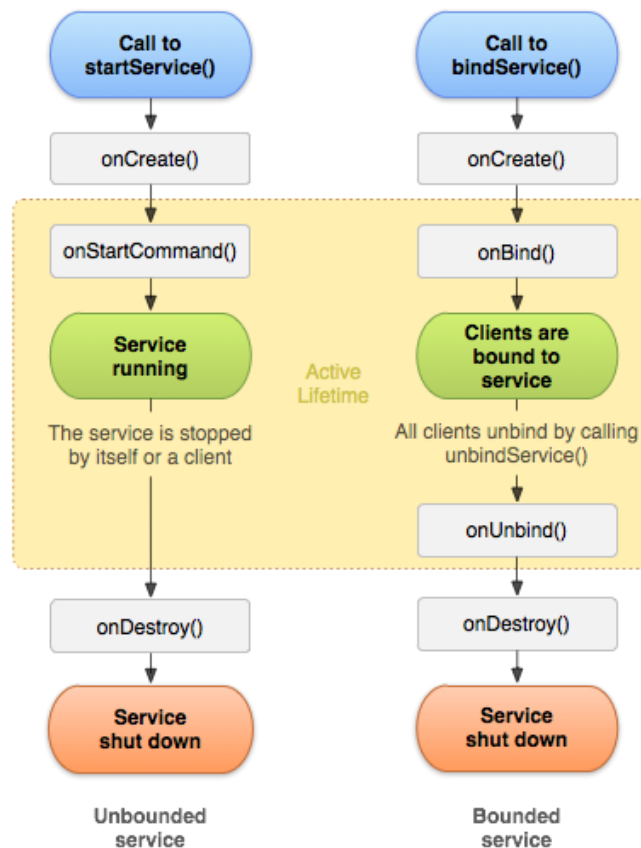 Call to
startService()
onCreate()
onStartCommand()
Service
running
The service is stopped
by itself or a client
onDestroy()
Service
shut down
Unbounded
service
Active
Lifetime
Call to
bindService()
onCreate()
onBind()
Clients are
bound to
service
All clients unbind by calling
unbindService()
onUnbind()
onDestroy()
Service
shut down
Bounded
service